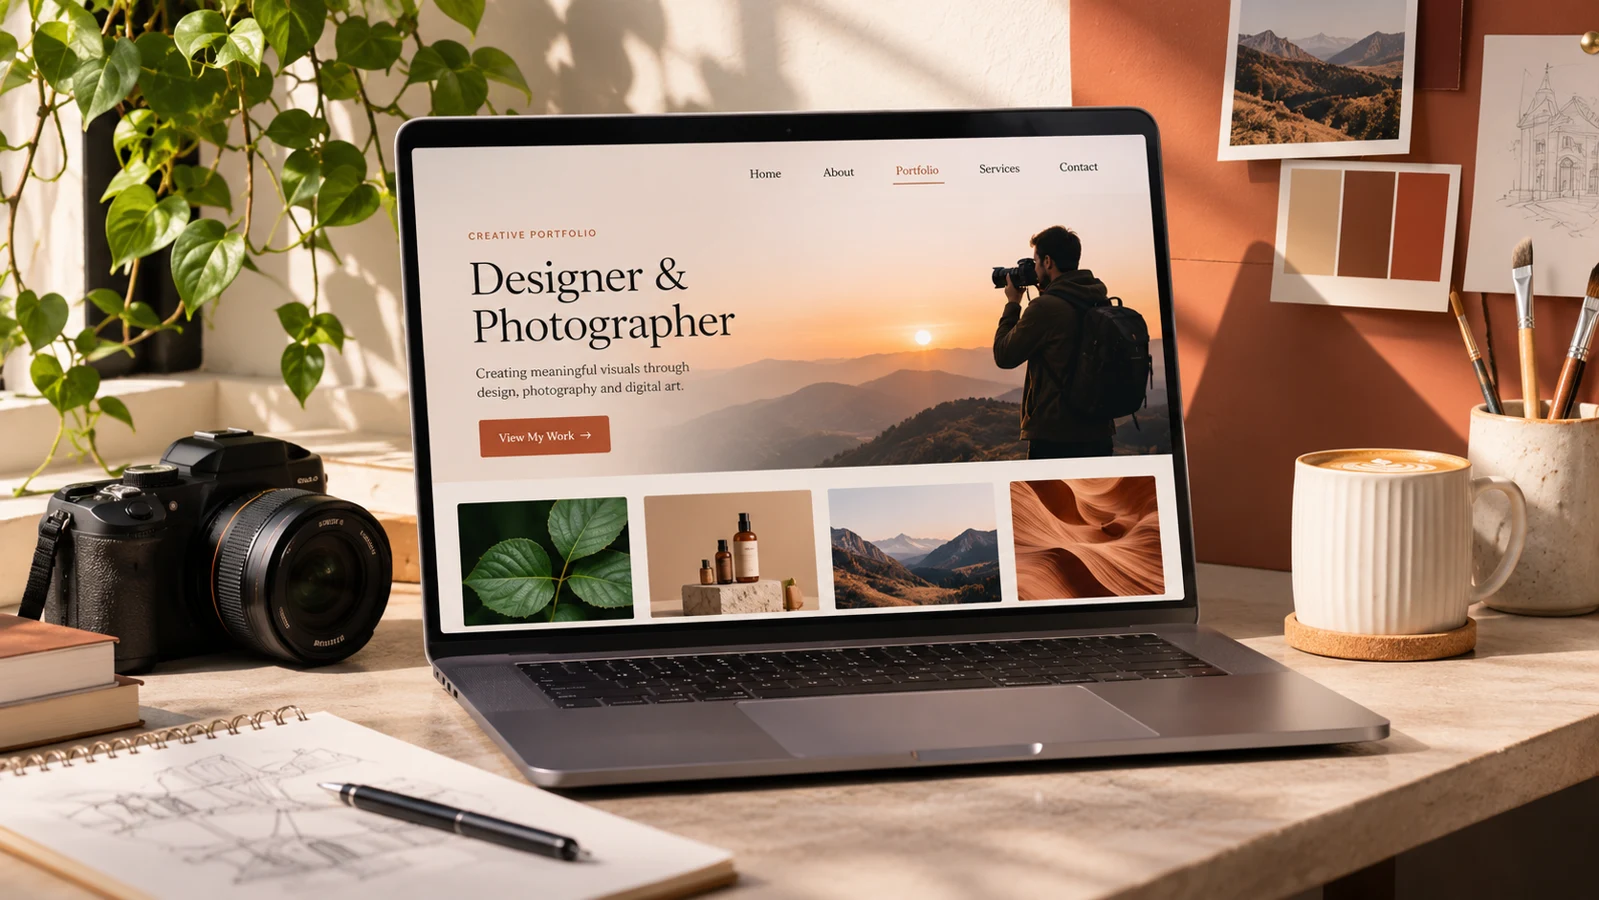 Home
About
Portfolio
Services
Contact
CREATIVE PORTFOLIO
Designer &
Photographer
Creating meaningful visuals through
design, photography and digital art.
View My Work →